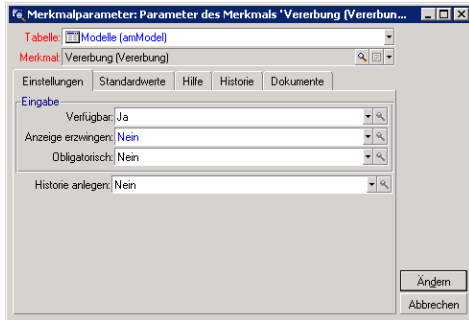 Merkmalparameter: Parameter des Merkmals 'Vererbung (Vererbun...
Tabelle: Modelle (amModel)
Merkmal: Vererbung (Vererbung)
Einstellungen Standardwerte Hilfe Historie Dokumente
Eingabe
Verfügbar: Ja
Anzeige erzwingen: Nein
Obligatorisch: Nein
Historie anlegen: Nein
Ändern
Abbrechen